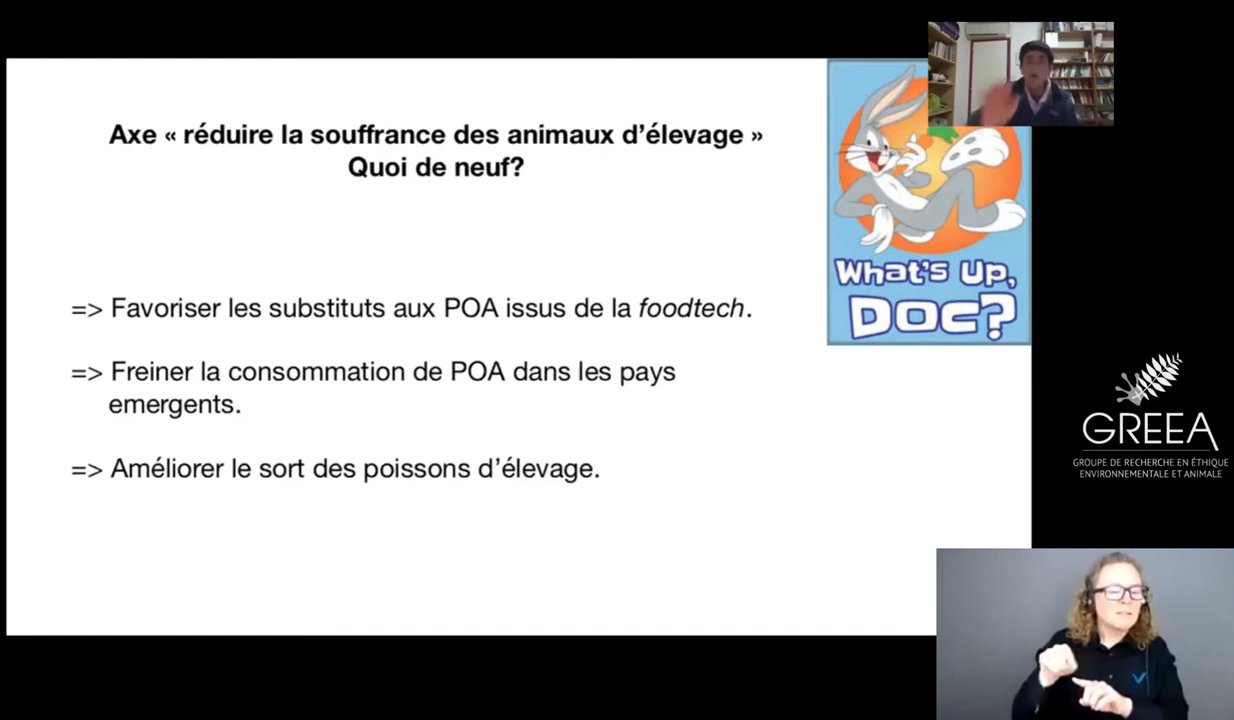 Axe « réduire la souffrance des animaux d’élevage »
Quoi de neuf?
=> Favoriser les substituts aux POA issus de la foodtech.
=> Freiner la consommation de POA dans les pays
emergents.
=> Améliorer le sort des poissons d’élevage.
What's Up,
Doc?
GREEA
GROUPE DE RECHERCHE EN ÉTHIQUE
ENVIRONNEMENTALE ET ANIMALE